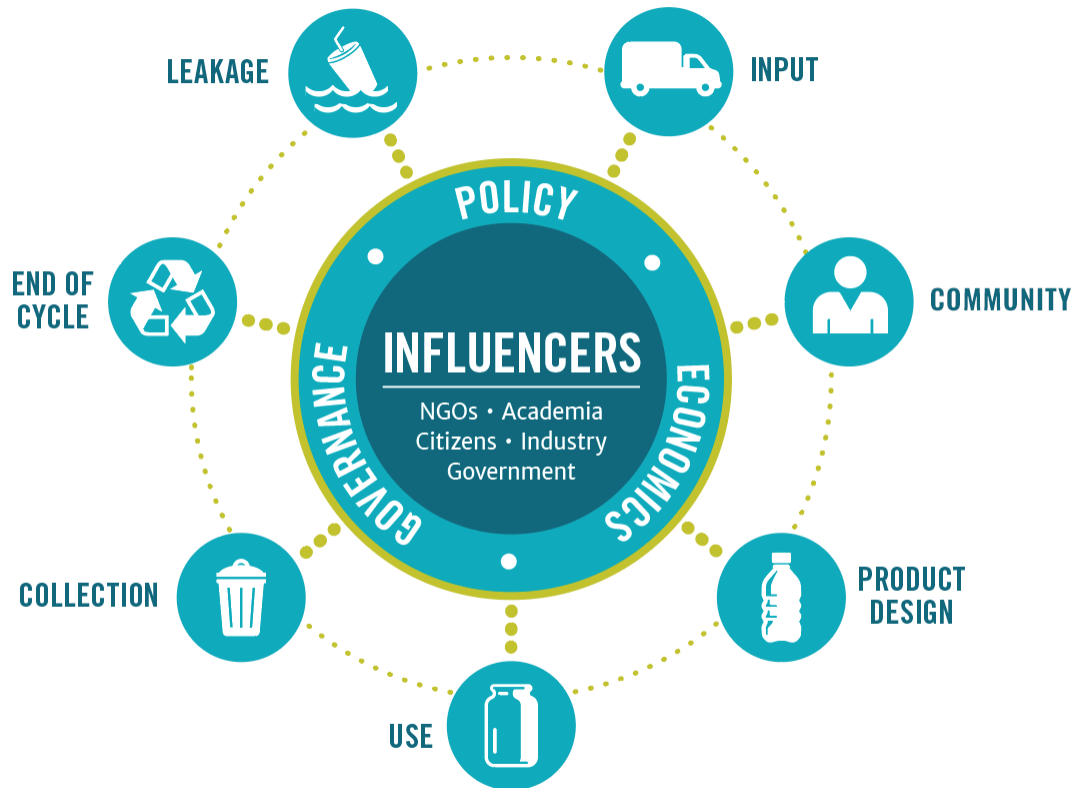 LEAKAGE
INPUT
POLICY
END OF
CYCLE
COMMUNITY
GOVERNANCE
ECONOMICS
INFLUENCERS
NGOs • Academia
Citizens • Industry
Government
COLLECTION
PRODUCT
DESIGN
USE